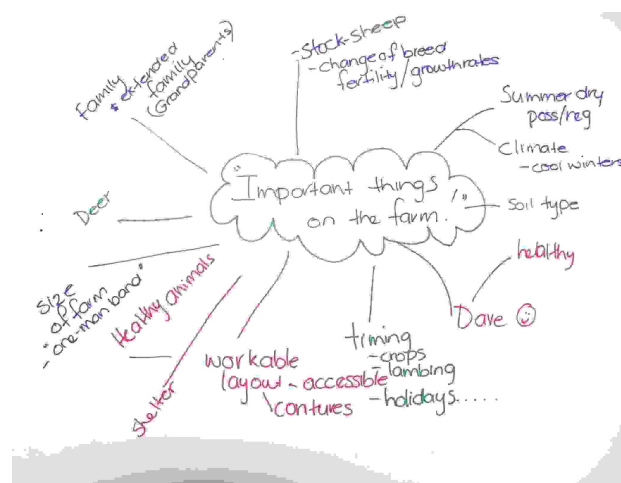 "Important things
on the farm!"
-Stock-sheep
-change of breed
fertility/growthrates
Summer dry
poss/neg
Climate
-cool winters
Soil type
healthy
Dave
timing
-crops
-lambing
-holidays.....
workable
layout - accessible
contures
Healthy animals
shelter
Size
of farm
- "one-man band"
Deer
Family
& extended
family
(Grandparents)